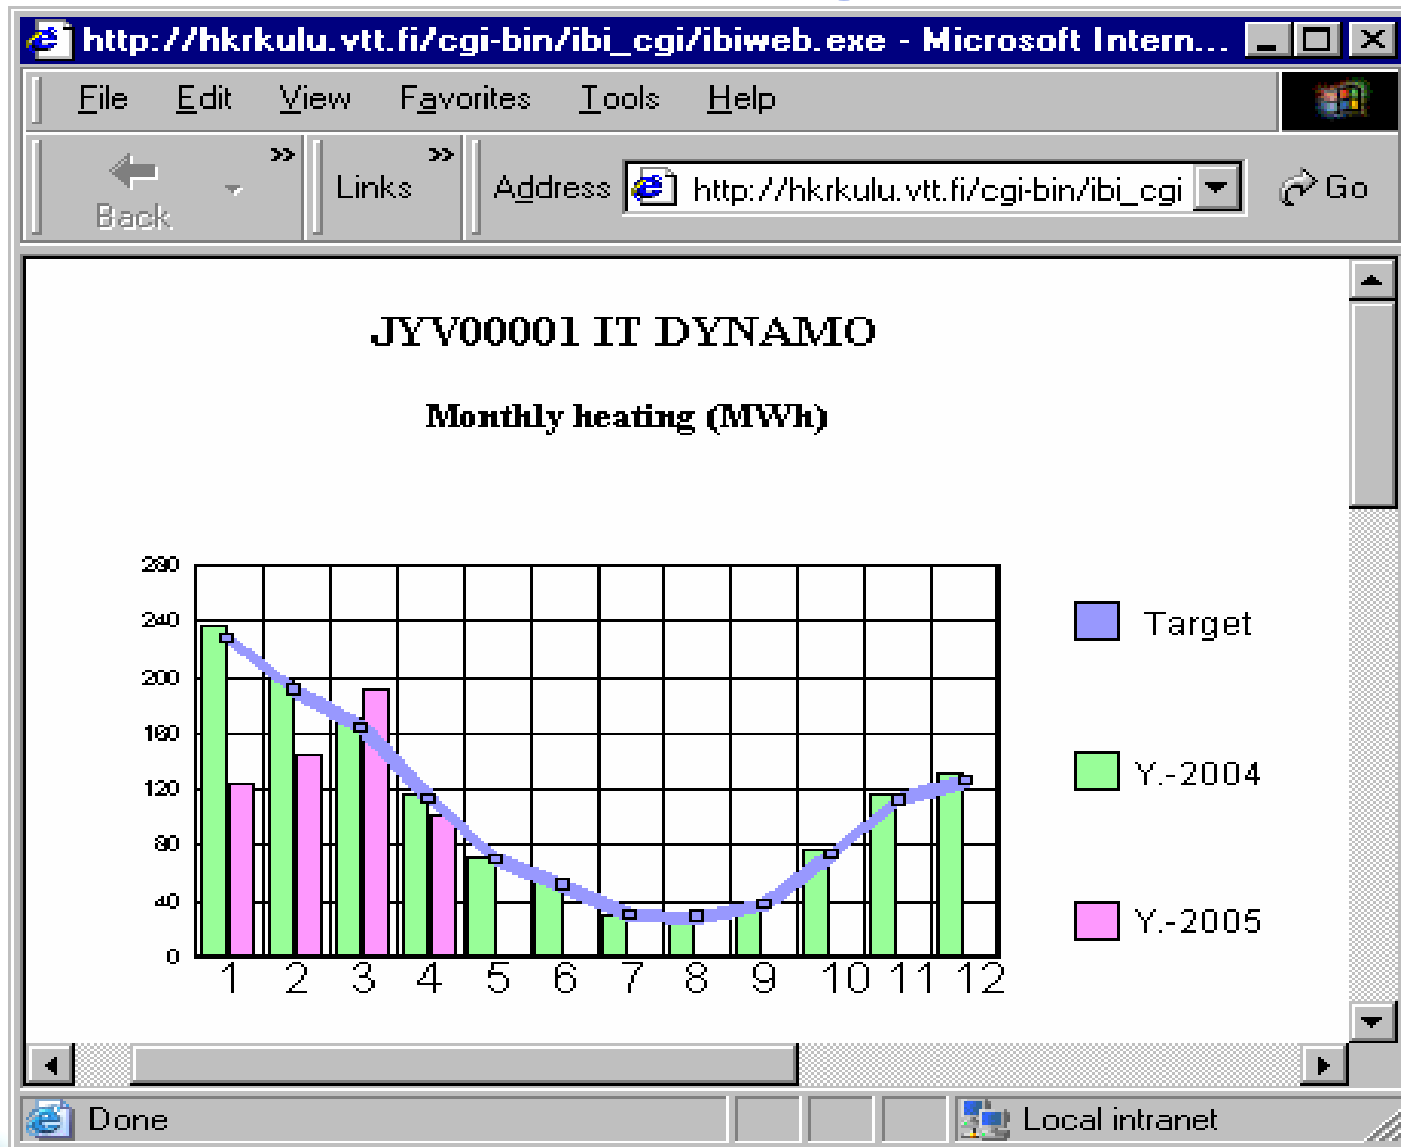 http://hkrkulu.vtt.fi/cgi-bin/ibi_cgi/ibiweb.exe - Microsoft Intern...
File Edit View Favorites Tools Help
Back » Links » Address http://hkrkulu.vtt.fi/cgi-bin/ibi_cgi Go
JYV00001 IT DYNAMO
Monthly heating (MWh)
280
240
200
160
120
80
40
0
1 2 3 4 5 6 7 8 9 10 11 12
Target
Y.-2004
Y.-2005
Done Local intranet